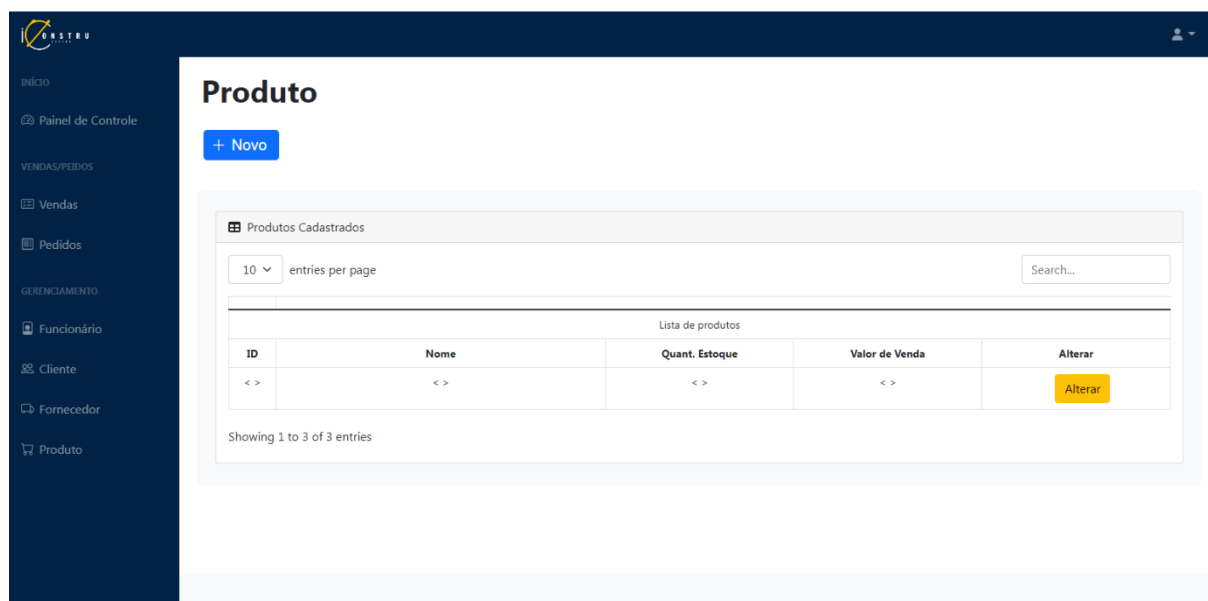 iConstru
INÍCIO
Painel de Controle
VENDAS/PEIDOS
Vendas
Pedidos
GERENCIAMENTO
Funcionário
Cliente
Fornecedor
Produto
Produto
+ Novo
Produtos Cadastrados
10 entries per page
Search...
Lista de produtos
ID Nome Quant. Estoque Valor de Venda Alterar
< > < > < > < > Alterar
Showing 1 to 3 of 3 entries